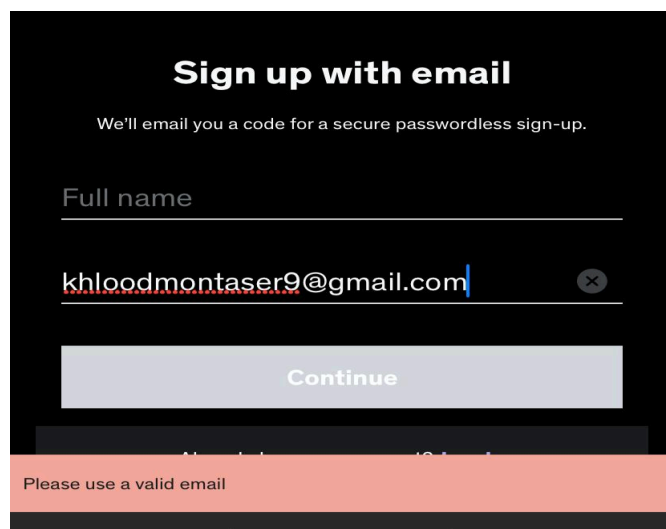 Sign up with email
We'll email you a code for a secure passwordless sign-up.
Full name
khloodmontaser9@gmail.com
Continue
Please use a valid email